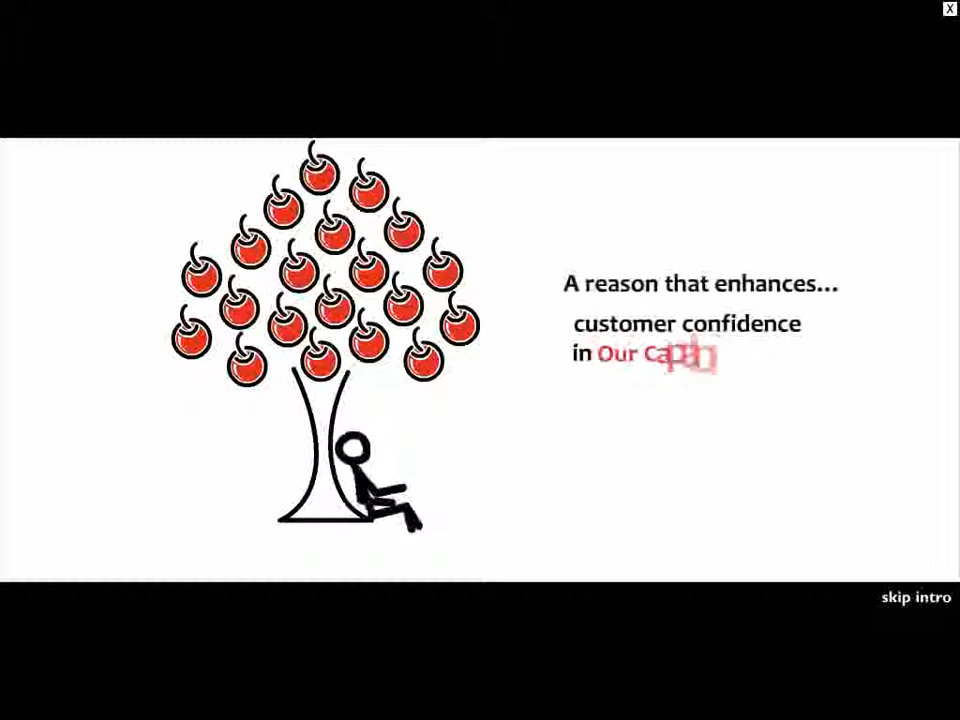 X
A reason that enhances...
customer confidence
in Our
skip intro